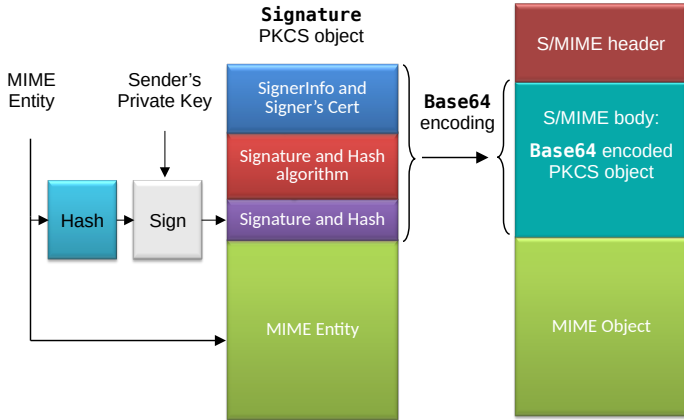 Signature
PKCS object
MIME
Entity
Sender's
Private Key
Hash
Sign
SignerInfo and
Signer's Cert
Signature and Hash
algorithm
Signature and Hash
MIME Entity
Base64
encoding
S/MIME header
S/MIME body:
Base64 encoded
PKCS object
MIME Object